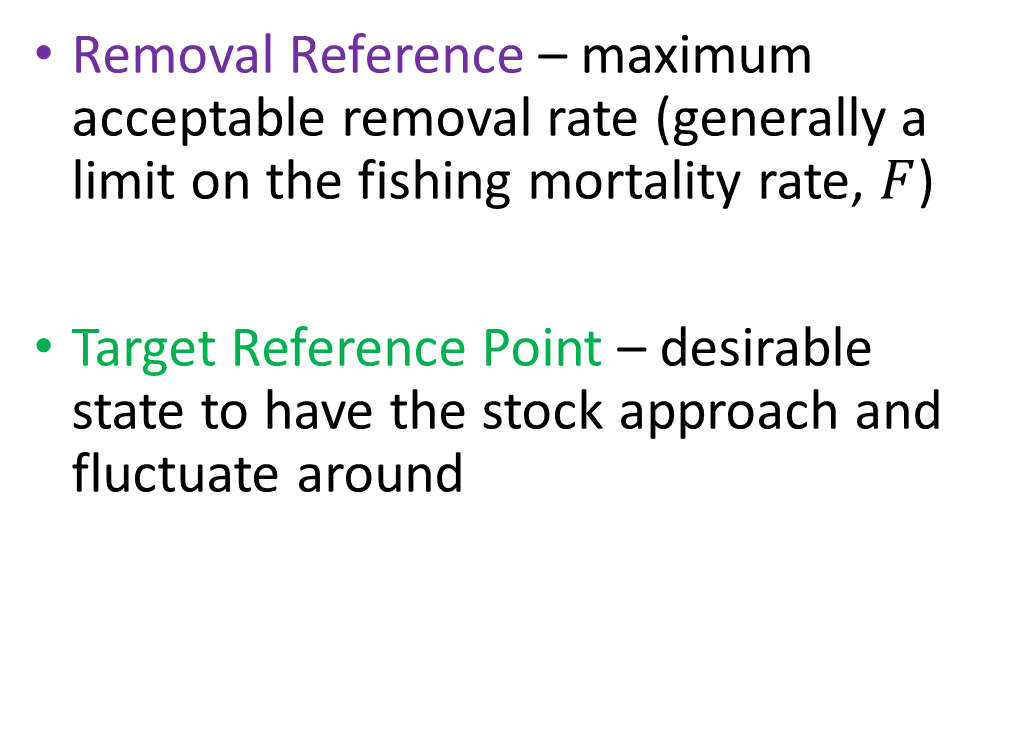 • Removal Reference – maximum
acceptable removal rate (generally a
limit on the fishing mortality rate, 𝐹)
• Target Reference Point – desirable
state to have the stock approach and
fluctuate around